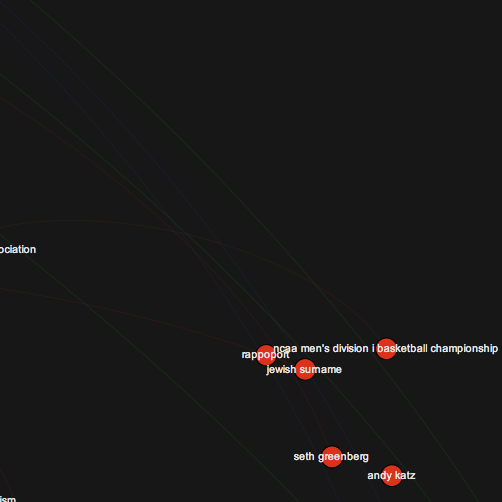 ociation
ncaa men's division i basketball championship
rappoport
jewish surname
seth greenberg
andy katz
ism